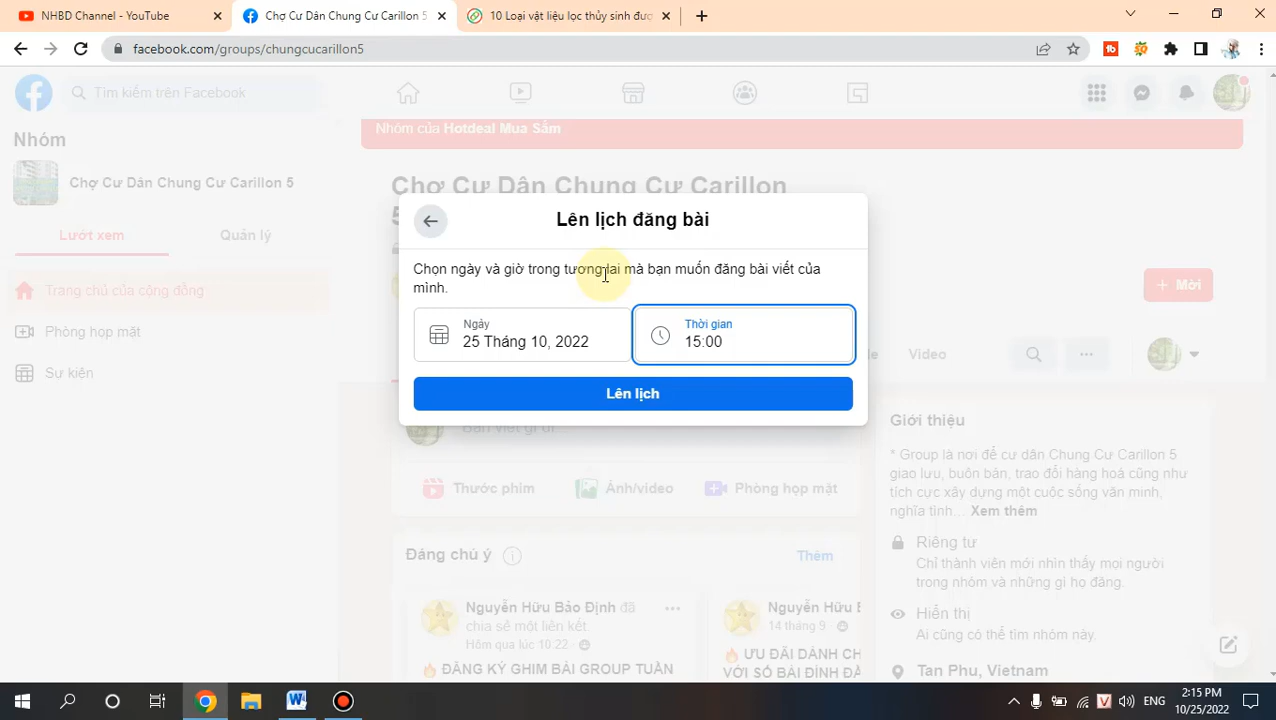 NHBD Channel - YouTube
Chợ Cư Dân Chung Cư Carillon 5
10 Loại vật liệu lọc thủy sinh đượ
facebook.com/groups/chungcucarillon5
Tìm kiếm trên Facebook
Nhóm
Chợ Cư Dân Chung Cư Carillon 5
Lướt xem
Quản lý
Trang chủ của cộng đồng
Phòng họp mặt
Sự kiện
Nhóm của Hotdeal Mua Sắm
Chợ Cư Dân Chung Cư Carillon
5
Lên lịch đăng bài
Chọn ngày và giờ trong tương lai mà bạn muốn đăng bài viết của
mình.
Ngày
25 Tháng 10, 2022
Thời gian
15:00
Lên lịch
+ Mời
Video
Bạn viết gì đi...
Thước phim
Ảnh/video
Phòng họp mặt
Đáng chú ý
Thêm
Nguyễn Hữu Bảo Định đã
chia sẻ một liên kết.
Hôm qua lúc 10:22
ĐĂNG KÝ GHIM BÀI GROUP TUẦN
Nguyễn Hữu B
14 tháng 9
ƯU ĐÃI DÀNH CH
VỚI SỐ BÀI ĐÍNH ĐÃ
Giới thiệu
* Group là nơi để cư dân Chung Cư Carillon 5
giao lưu, buôn bán, trao đổi hàng hoá cũng như
tích cực xây dựng một cuộc sống văn minh,
nghĩa tình… Xem thêm
Riêng tư
Chỉ thành viên mới nhìn thấy mọi người
trong nhóm và những gì họ đăng.
Hiển thị
Ai cũng có thể tìm nhóm này.
Tan Phu, Vietnam
ENG
2:15 PM
10/25/2022